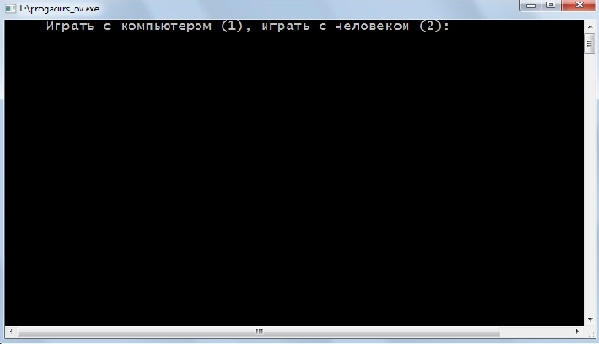 Играть с компьютером (1), играть с человеком (2):